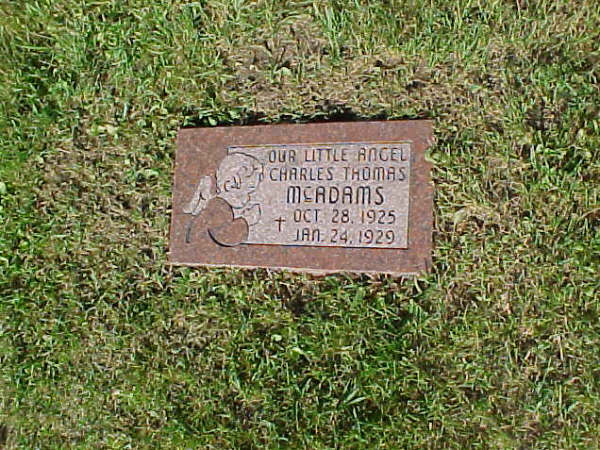 OUR LITTLE ANGEL
CHARLES THOMAS
McADAMS
OCT. 28, 1925
JAN. 24, 1929